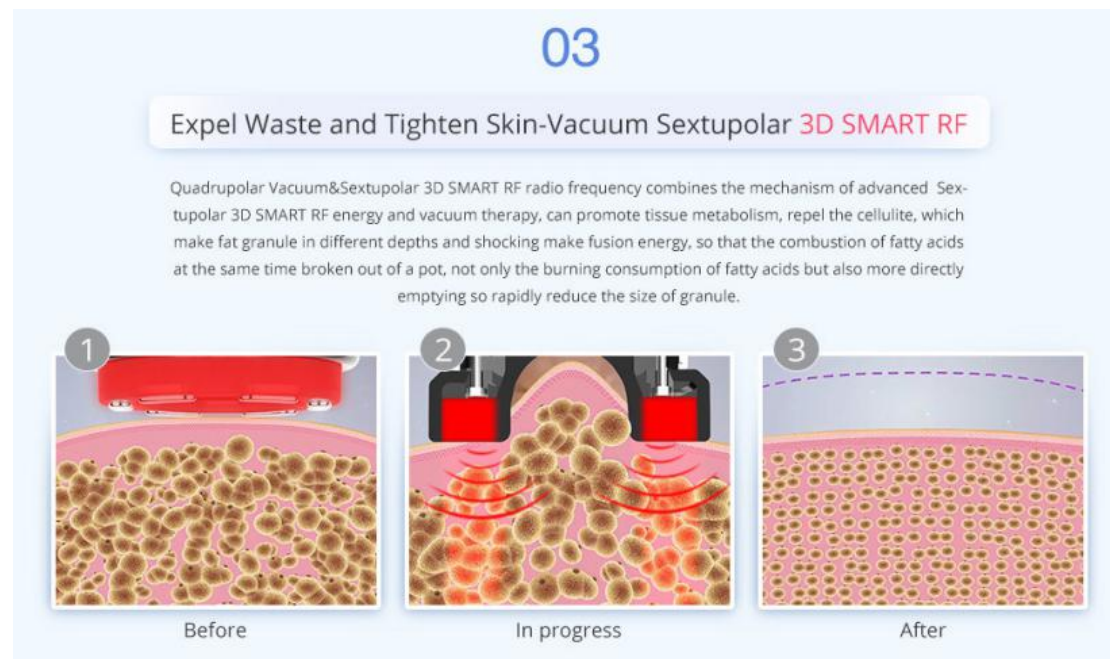 03
Expel Waste and Tighten Skin-Vacuum Sextupolar 3D SMART RF
Quadrupolar Vacuum&Sextupolar 3D SMART RF radio frequency combines the mechanism of advanced Sex-
tupolar 3D SMART RF energy and vacuum therapy, can promote tissue metabolism, repel the cellulite, which
make fat granule in different depths and shocking make fusion energy, so that the combustion of fatty acids
at the same time broken out of a pot, not only the burning consumption of fatty acids but also more directly
emptying so rapidly reduce the size of granule.
1
2
3
Before
In progress
After